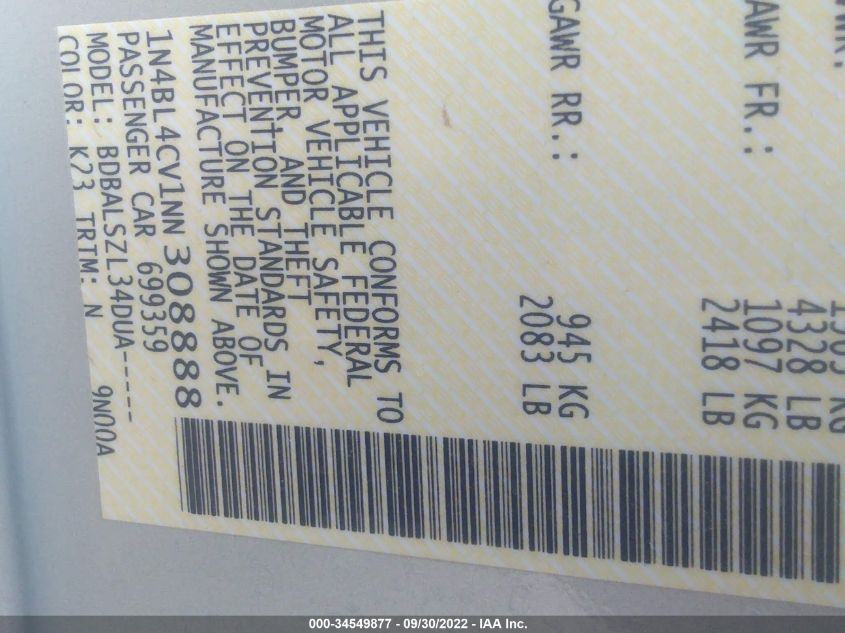 4328 LB
GAWR FR.: 1097 KG
2418 LB
GAWR RR.: 945 KG
2083 LB
THIS VEHICLE CONFORMS TO
ALL APPLICABLE FEDERAL
MOTOR VEHICLE SAFETY,
BUMPER, AND THEFT
PREVENTION STANDARDS IN
EFFECT ON THE DATE OF
MANUFACTURE SHOWN ABOVE.
1N4BL4CV1NN308888
PASSENGER CAR 699359
MODEL: BDBALSZL34DUA-----
COLOR: K23 TRIM: N 9N00A
000-34549877 - 09/30/2022 - IAA Inc.